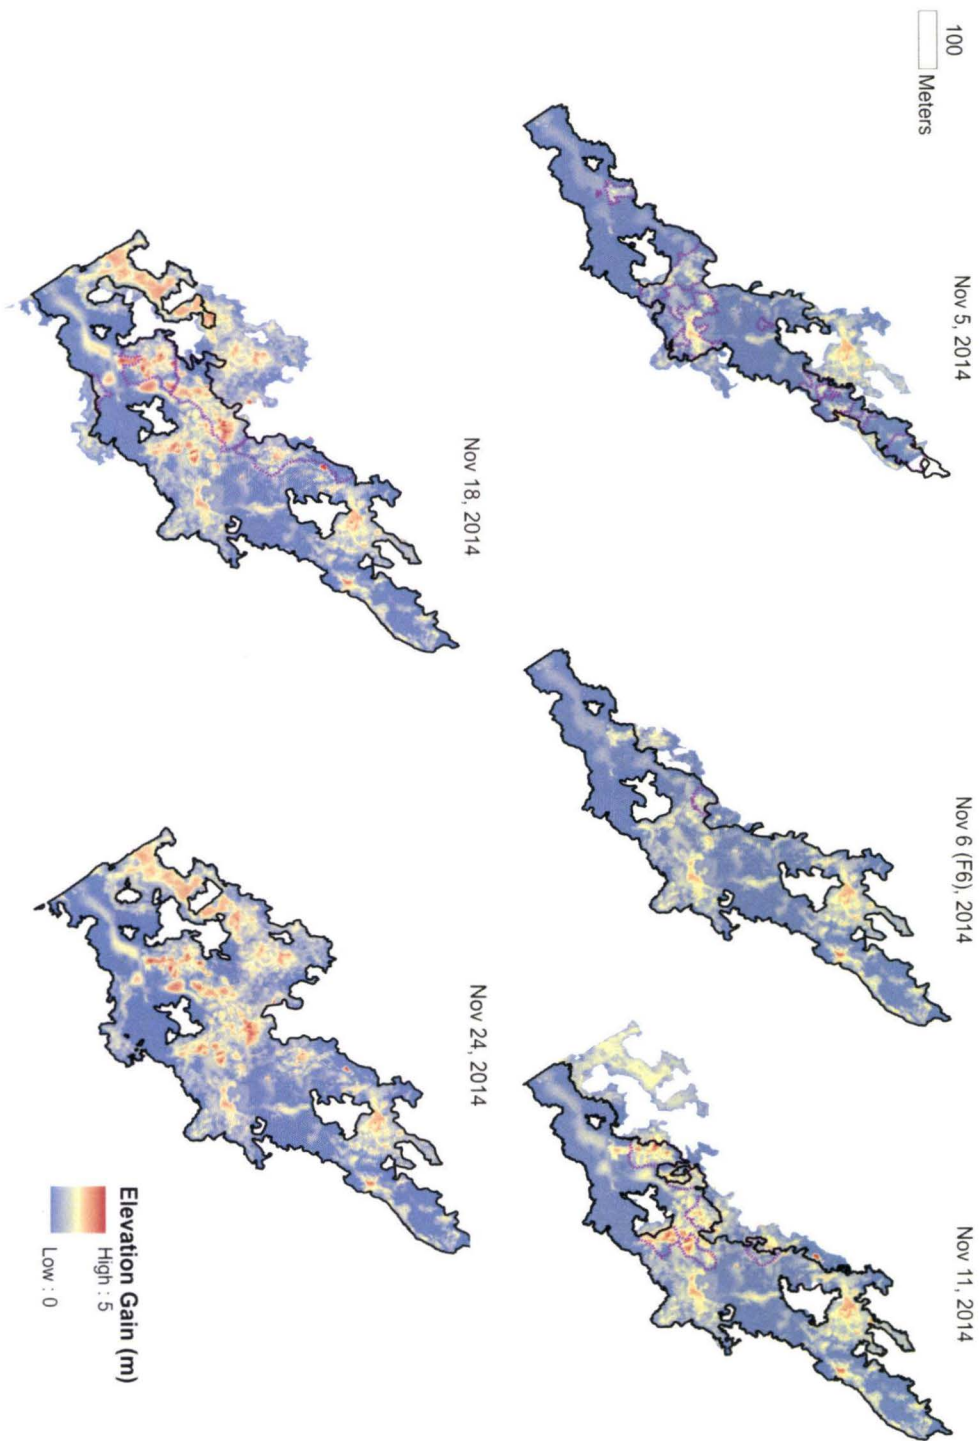 Nov 5, 2014
Nov 6 (F6), 2014
Nov 11, 2014
100
Meters
Nov 18, 2014
Nov 24, 2014
Elevation Gain (m)
High : 5
Low : 0